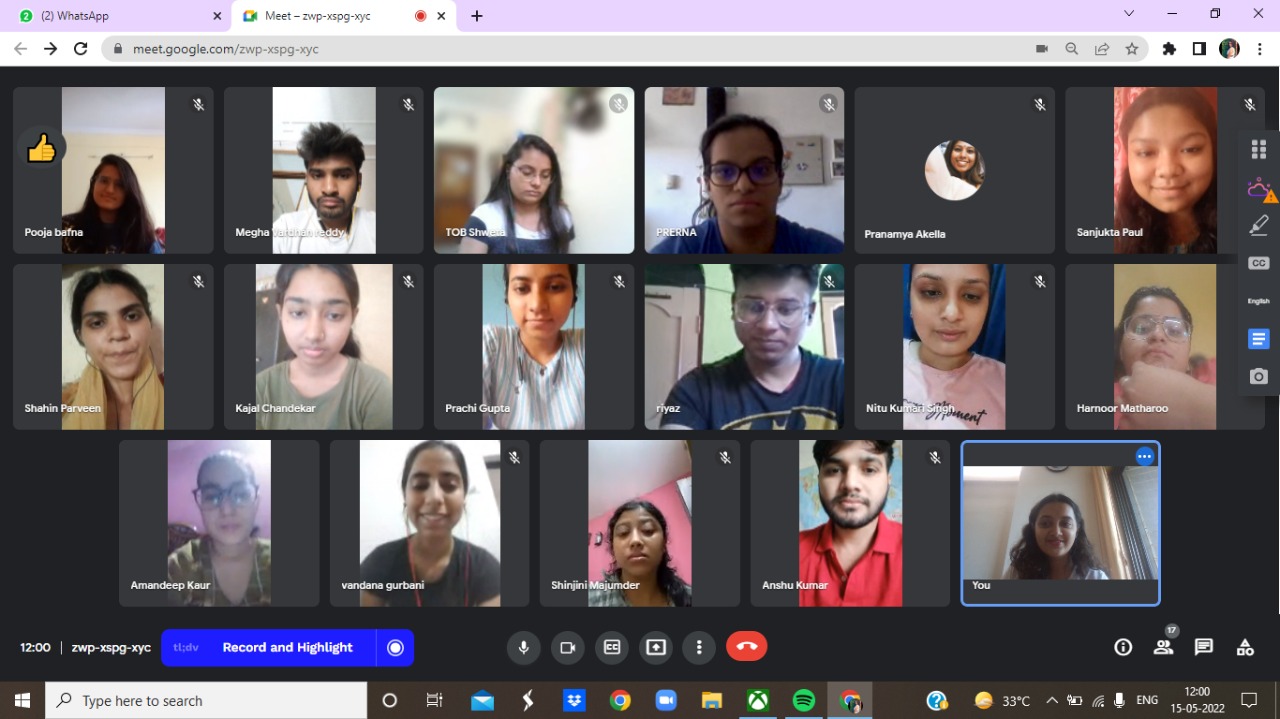 (2) WhatsApp
Meet – zwp-xspg-xyc
meet.google.com/zwp-xspg-xyc
Pooja bafna
Megha Vardhan reddy
TOB Shweta
PRERNA
Pranamya Akella
Sanjukta Paul
CC
English
Shahin Parveen
Kajal Chandekar
Prachi Gupta
riyaz
Nitu Kumari Singh
Harnoor Matharoo
Amandeep Kaur
vandana gurbani
Shinjini Majumder
Anshu Kumar
You
12:00 | zwp-xspg-xyc
tl;dv Record and Highlight
CC
17
Type here to search
33°C
ENG
12:00
15-05-2022